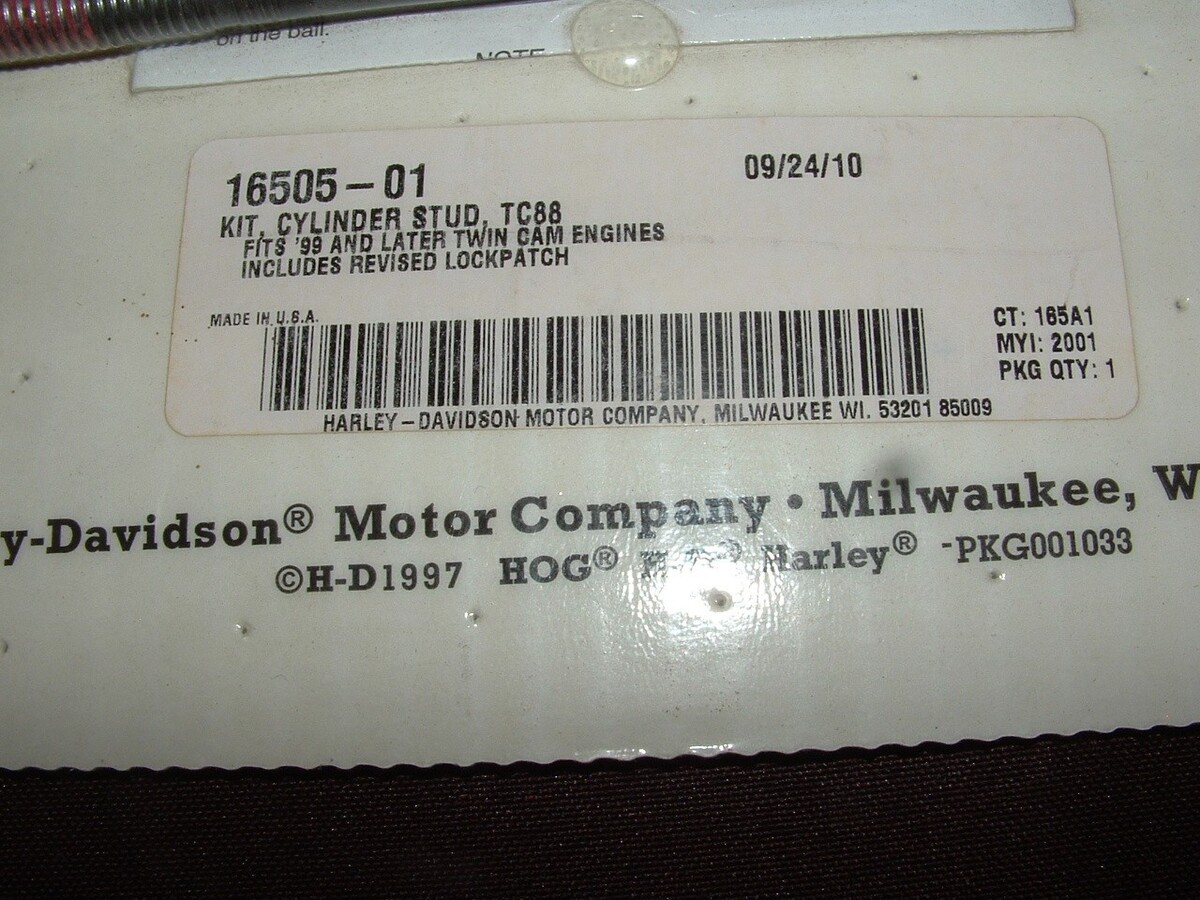 on the ball.
NOTE
16505-01
09/24/10
KIT, CYLINDER STUD, TC88
FITS '99 AND LATER TWIN CAM ENGINES
INCLUDES REVISED LOCKPATCH
MADE IN U.S.A.
CT: 165A1
MYI: 2001
PKG QTY: 1
HARLEY-DAVIDSON MOTOR COMPANY, MILWAUKEE WI. 53201 85009
y-Davidson® Motor Company • Milwaukee, W
©H-D1997 HOG® Harley® -PKG001033